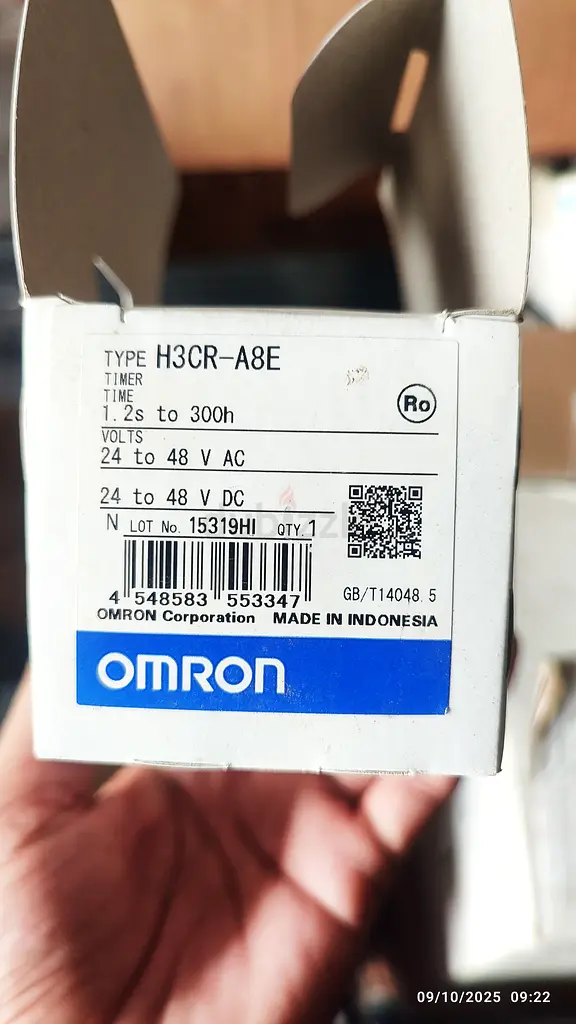 TYPE H3CR-A8E
TIMER
TIME
1.2s to 300h
Ro
VOLTS
24 to 48 V AC
24 to 48 V DC
N LOT No. 15319HI QTY.1
4 548583 553347
GB/T14048.5
OMRON Corporation MADE IN INDONESIA
OMRON
09/10/2025 09:22